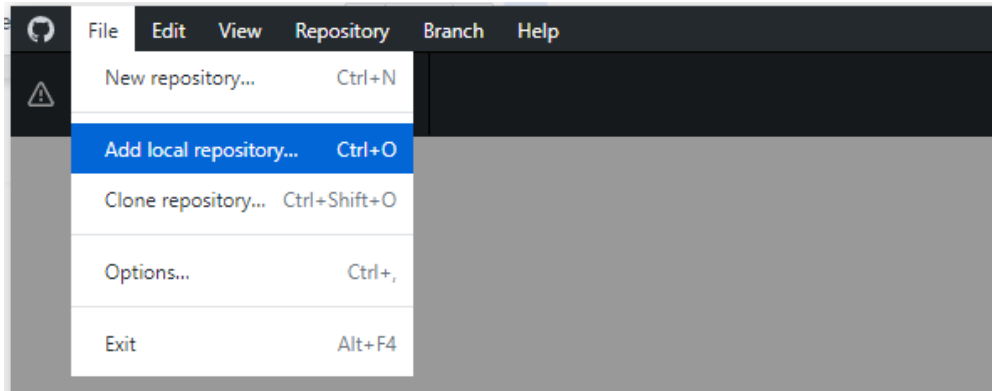 File Edit View Repository Branch Help
New repository... Ctrl+N
Add local repository... Ctrl+O
Clone repository... Ctrl+Shift+O
Options... Ctrl+,
Exit Alt+F4